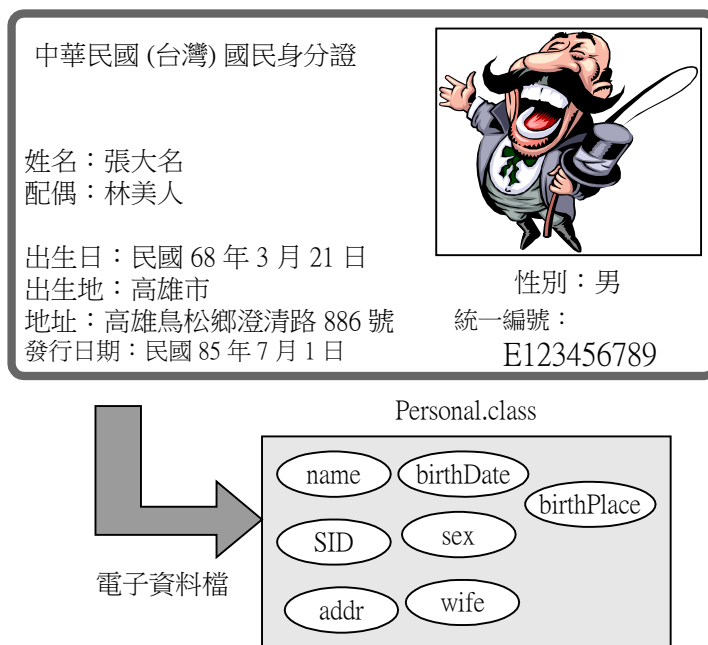 中華民國 (台灣) 國民身分證
姓名：張大名
配偶：林美人
出生日：民國 68 年 3 月 21 日
出生地：高雄市
地址：高雄鳥松鄉澄清路 886 號
發行日期：民國 85 年 7 月 1 日
性別：男
統一編號：
E123456789
Personal.class
name birthDate
birthPlace
SID sex
addr wife
電子資料檔